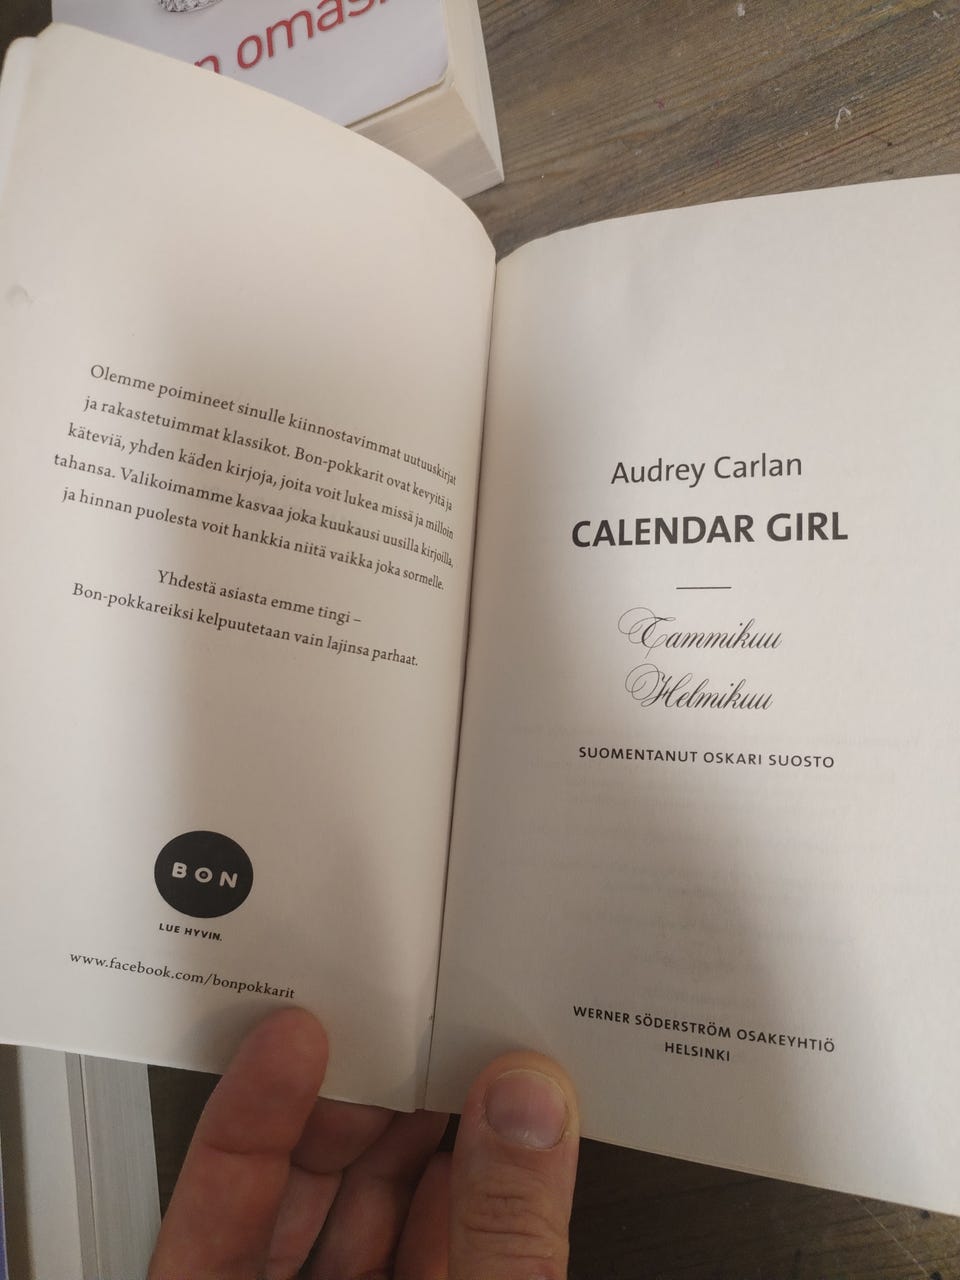 omas
Olemme poimineet sinulle kiinnostavimmat uutuuskirjat
ja rakastetuimmat klassikot. Bon-pokkarit ovat kevyitä ja
käteviä, yhden käden kirjoja, joita voit lukea missä ja milloin
tahansa. Valikoimamme kasvaa joka kuukausi uusilla kirjoilla,
ja hinnan puolesta voit hankkia niitä vaikka joka sormelle.
Yhdestä asiasta emme tingi –
Bon-pokkareiksi kelpuutetaan vain lajinsa parhaat.
BON
LUE HYVIN.
www.facebook.com/bonpokkarit
Audrey Carlan
CALENDAR GIRL
Tammikuu
Helmikuu
SUOMENTANUT OSKARI SUOSTO
WERNER SÖDERSTRÖM OSAKEYHTIÖ
HELSINKI